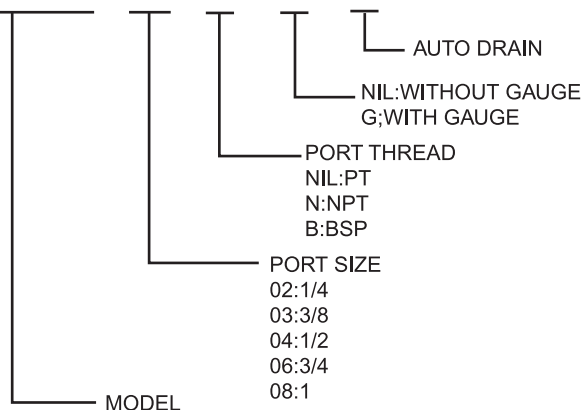 AUTO DRAIN
NIL:WITHOUT GAUGE
G;WITH GAUGE
PORT THREAD
NIL:PT
N:NPT
B:BSP
PORT SIZE
02:1/4
03:3/8
04:1/2
06:3/4
08:1
MODEL